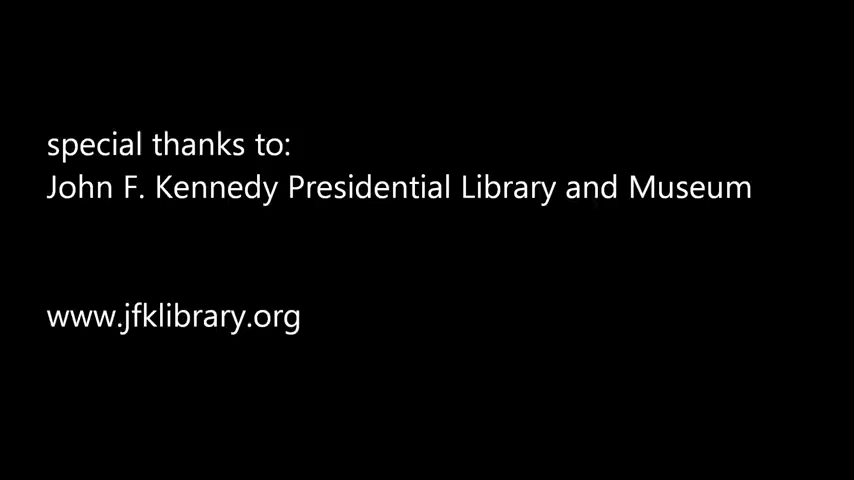 special thanks to:
John F. Kennedy Presidential Library and Museum
www.jfklibrary.org